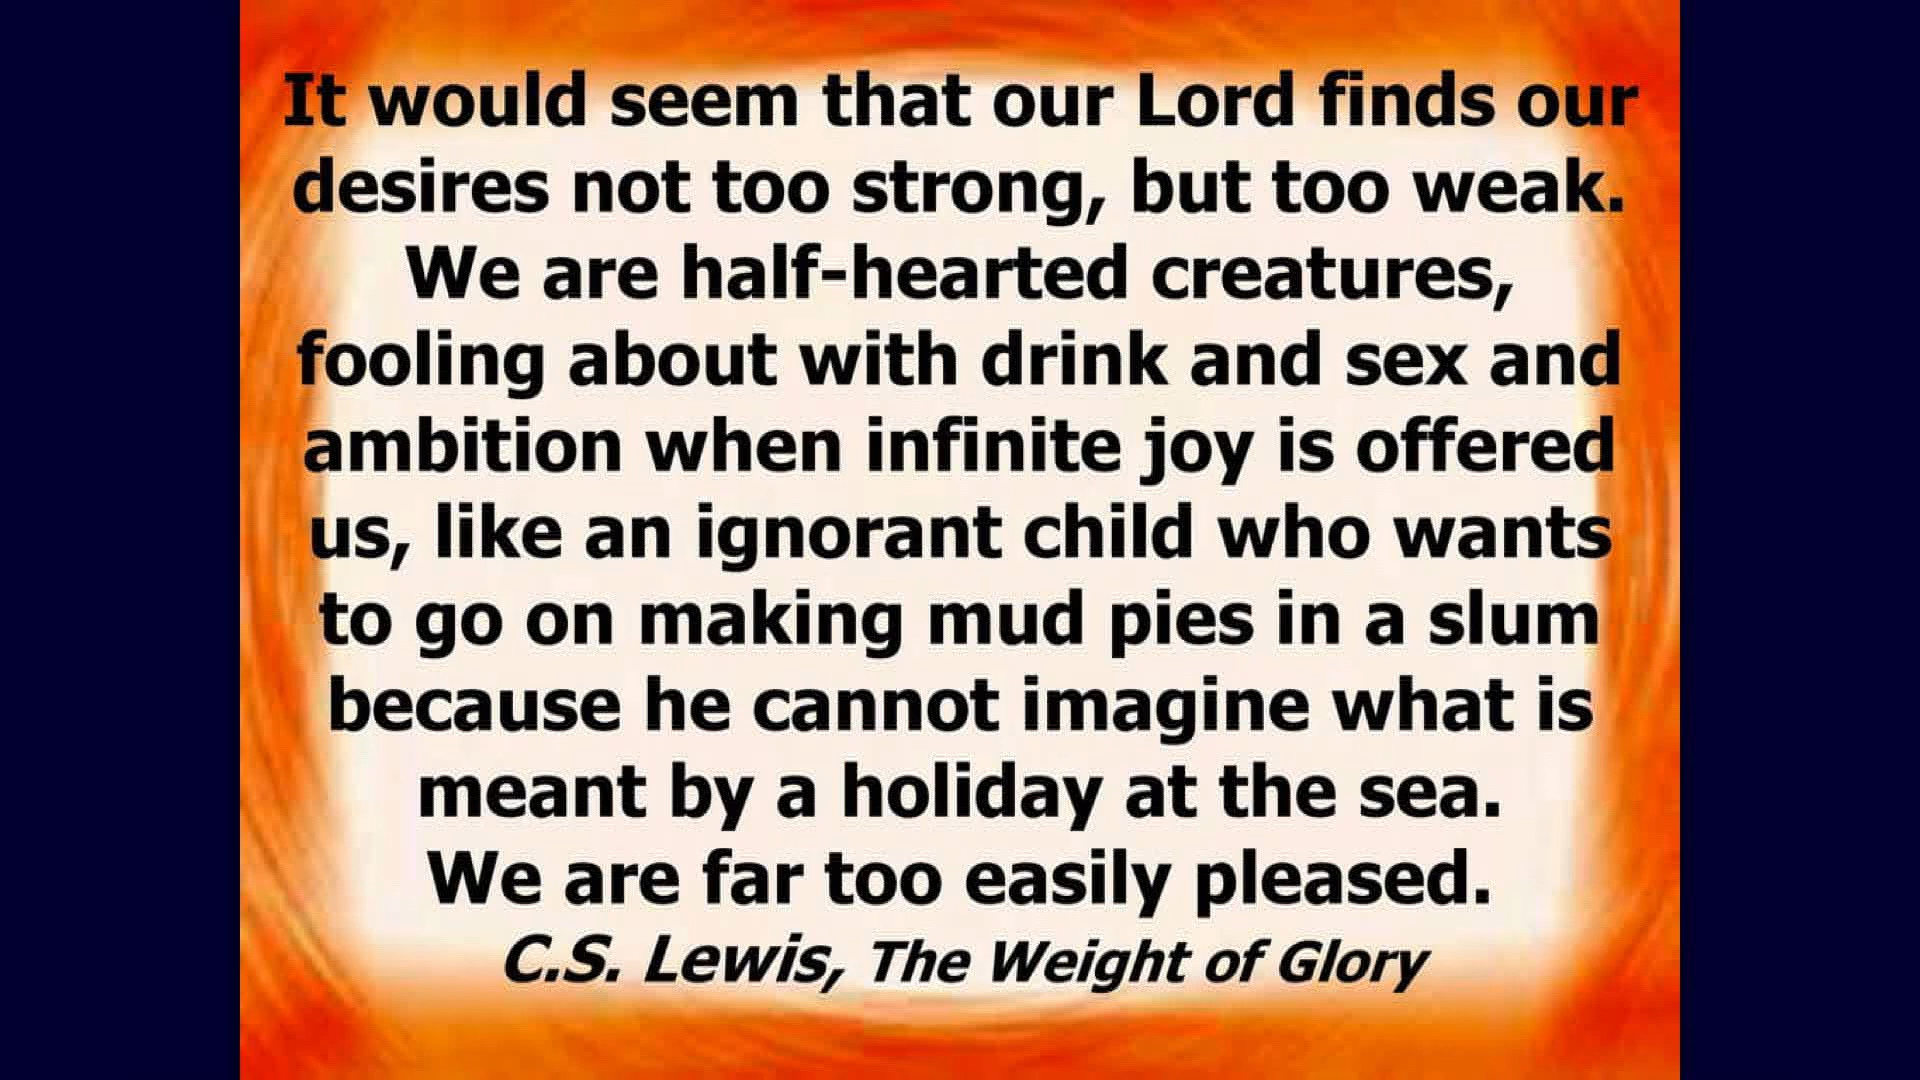 It would seem that our Lord finds our
desires not too strong, but too weak.
We are half-hearted creatures,
fooling about with drink and sex and
ambition when infinite joy is offered
us, like an ignorant child who wants
to go on making mud pies in a slum
because he cannot imagine what is
meant by a holiday at the sea.
We are far too easily pleased.
C.S. Lewis, The Weight of Glory